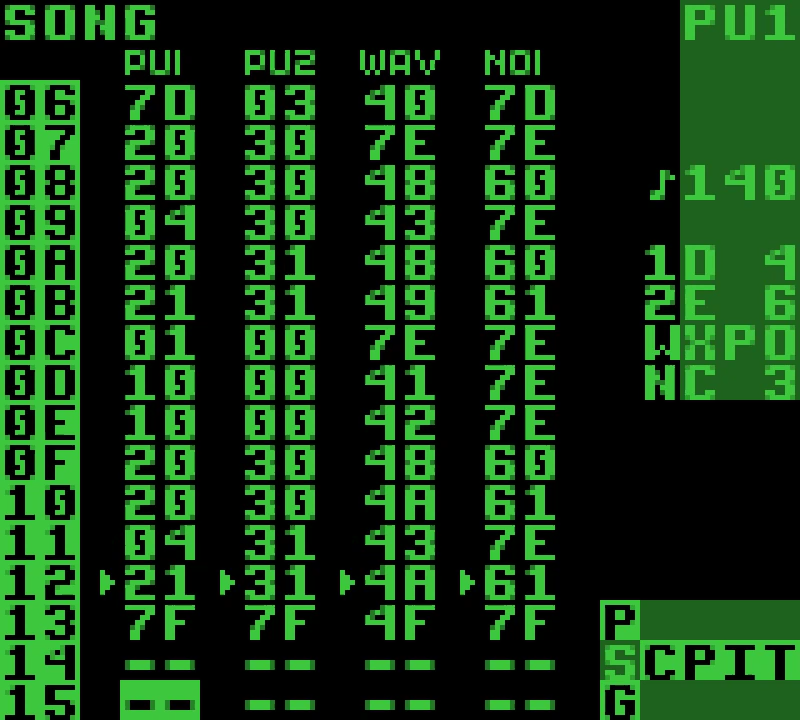 SONG PU1
PU1 PU2 WAV NOI
06 7D 03 40 7D
07 20 30 7E 7E
08 20 30 48 60 ♪140
09 04 30 43 7E
0A 20 31 48 60 1D 4
0B 21 31 49 61 2E 6
0C 01 00 7E 7E WXPO
0D 10 00 41 7E NC 3
0E 10 00 42 7E
0F 20 30 48 60
10 20 30 4A 61
11 04 31 43 7E
12 ▸21 ▸31 ▸4A ▸61
13 7F 7F 4F 7F P
14 -- -- -- -- SCPIT
15 -- -- -- -- G